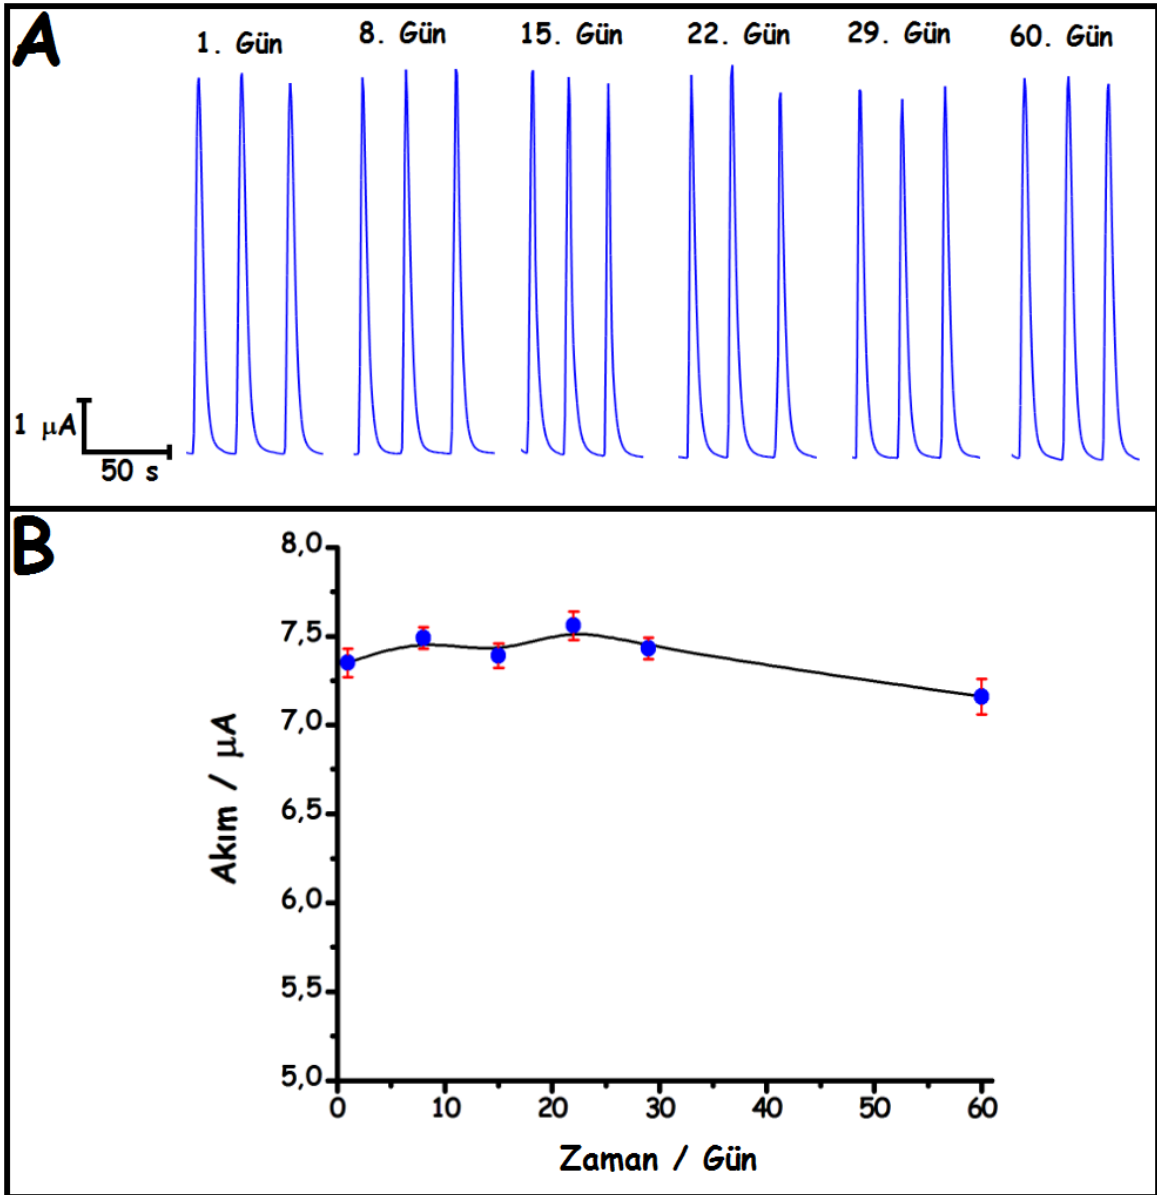 A
1. Gün 8. Gün 15. Gün 22. Gün 29. Gün 60. Gün
1 μA
50 s
B
8,0
7,5
7,0
6,5
6,0
5,5
5,0
Akım / μA
0 10 20 30 40 50 60
Zaman / Gün